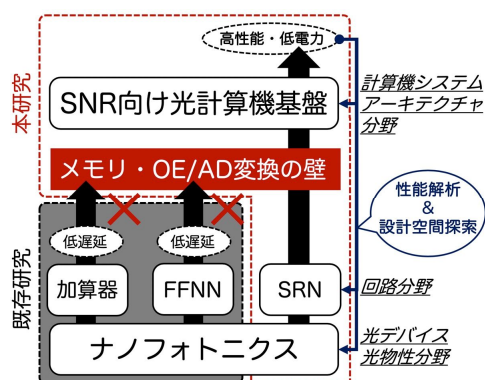 高性能・低電力
本研究
SNR向け光計算機基盤
計算機システム
アーキテクチャ
分野
メモリ・OE/AD変換の壁
性能解析
&
設計空間探索
既存研究
低遅延
低遅延
加算器
FFNN
SRN
回路分野
ナノフォトニクス
光デバイス
光物性分野